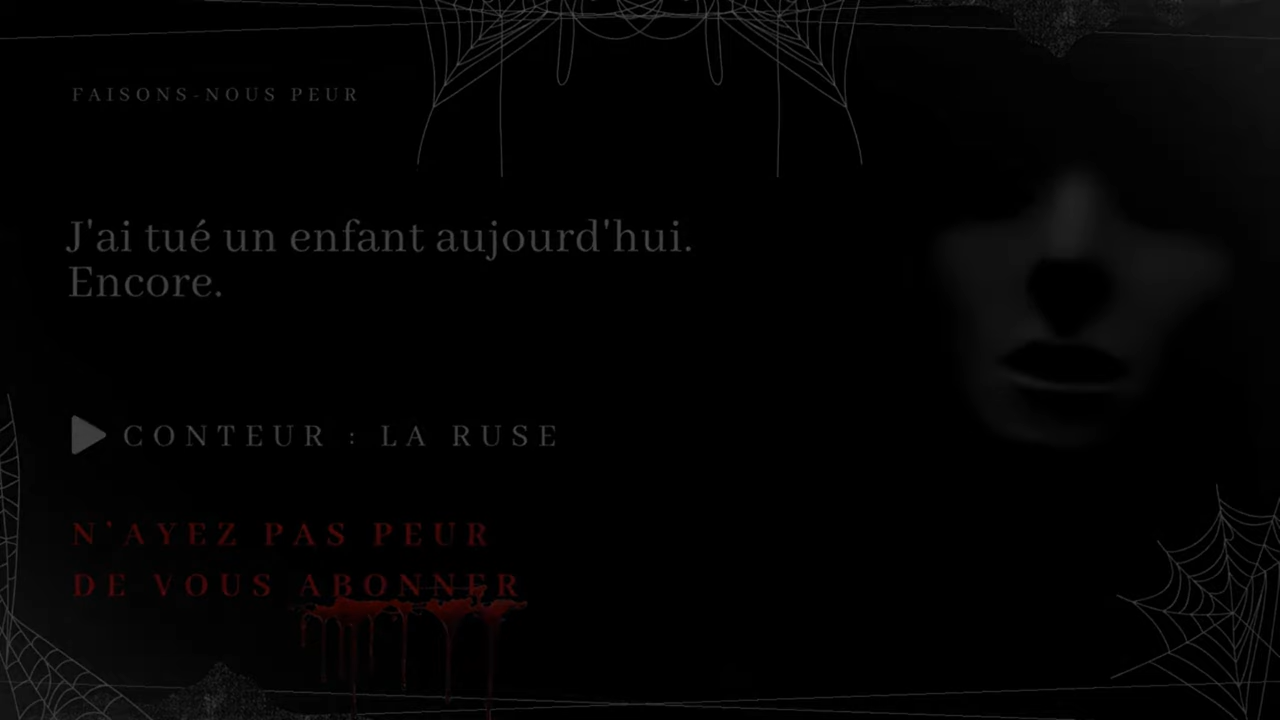 FAISONS-NOUS PEUR
J'ai tué un enfant aujourd'hui.
Encore.
CONTEUR : LA RUSE
N'AYEZ PAS PEUR
DE VOUS ABONNER